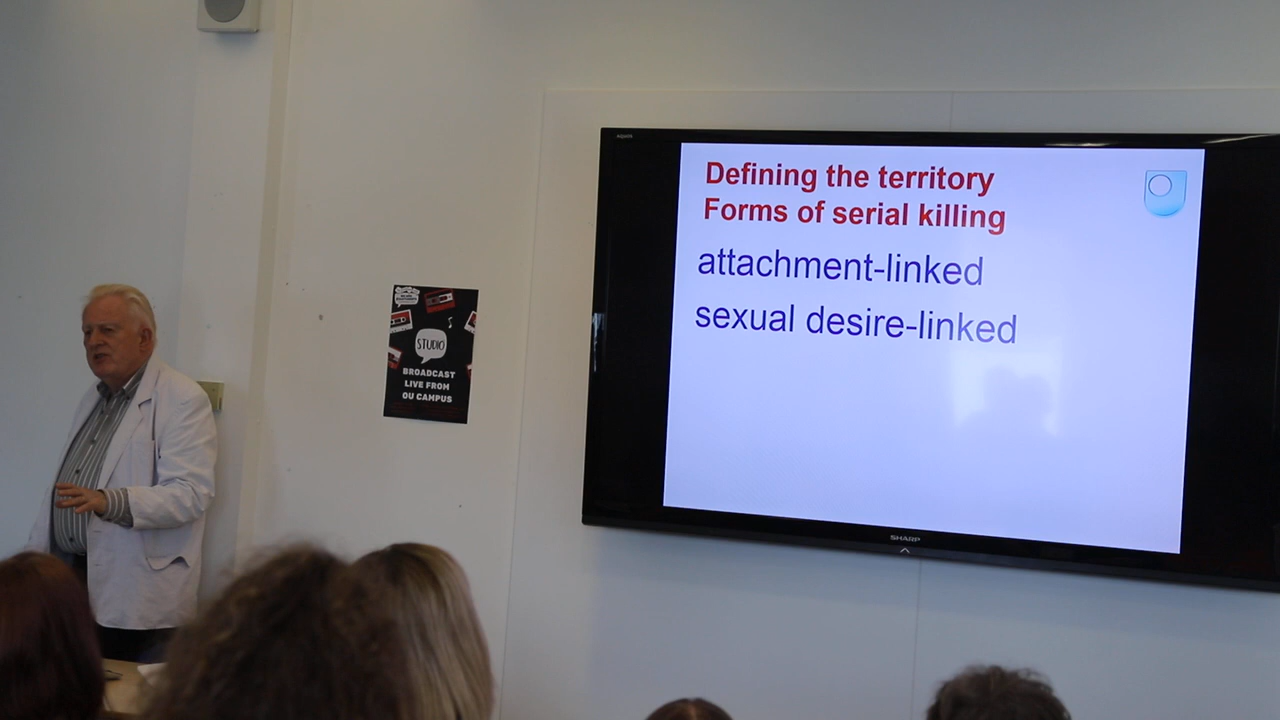 Defining the territory
Forms of serial killing
attachment-linked
sexual desire-linked
STUDIO
BROADCAST
LIVE FROM
OU CAMPUS
AQUOS
SHARP